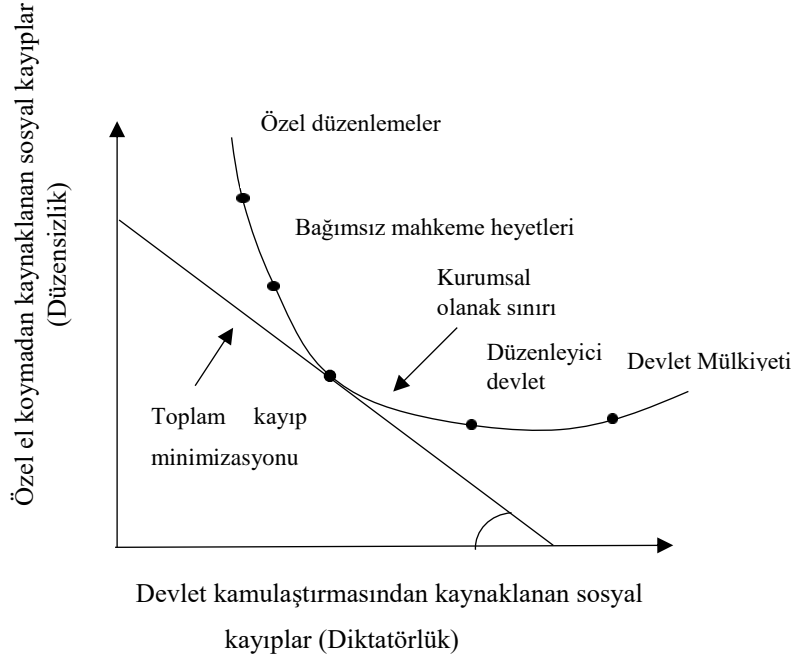 Özel el koymadan kaynaklanan sosyal kayıplar
(Düzensizlik)
Özel düzenlemeler
Bağımsız mahkeme heyetleri
Kurumsal
olanak sınırı
Düzenleyici
devlet
Devlet Mülkiyeti
Toplam kayıp
minimizasyonu
Devlet kamulaştırmasından kaynaklanan sosyal
kayıplar (Diktatörlük)